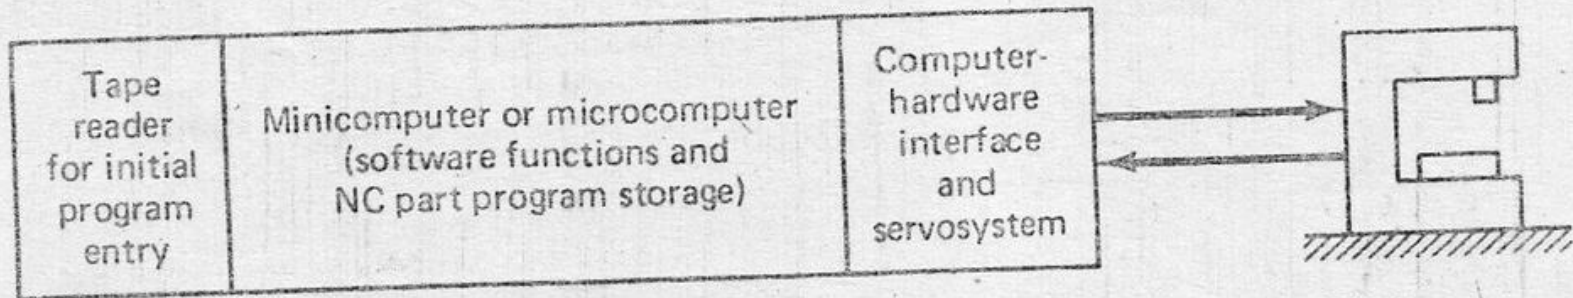 Tape
reader
for initial
program
entry
Minicomputer or microcomputer
(software functions and
NC part program storage)
Computer-
hardware
interface
and
servosystem